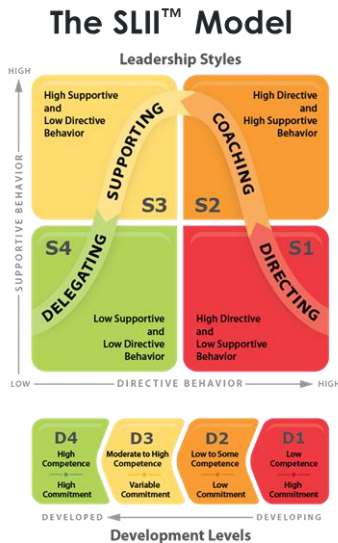 The SLII™ Model
Leadership Styles
HIGH
SUPPORTIVE BEHAVIOR
High Supportive
and
Low Directive
Behavior
SUPPORTING
S3
High Directive
and
High Supportive
Behavior
COACHING
S2
S4
DELEGATING
Low Supportive
and
Low Directive
Behavior
S1
DIRECTING
High Directive
and
Low Supportive
Behavior
LOW
DIRECTIVE BEHAVIOR
HIGH
D4
High
Competence
High
Commitment
D3
Moderate to High
Competence
Variable
Commitment
D2
Low to Some
Competence
Low
Commitment
D1
Low
Competence
High
Commitment
DEVELOPED
DEVELOPING
Development Levels